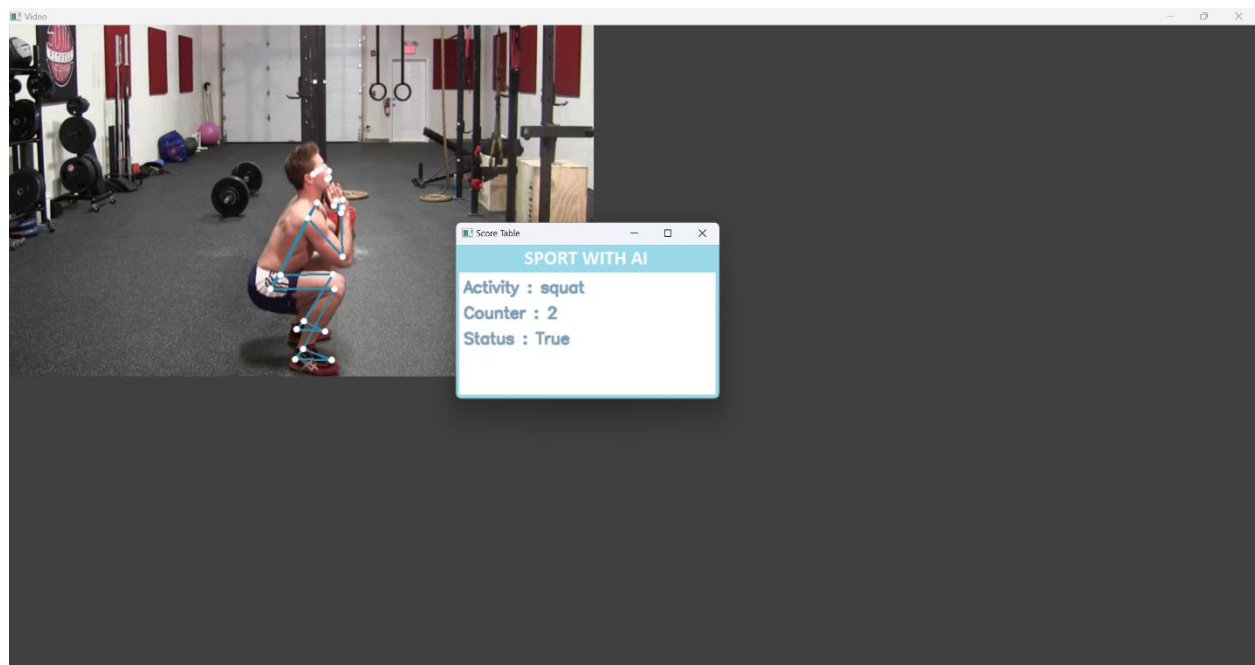 Video
Score Table
SPORT WITH AI
Activity : squat
Counter : 2
Status : True